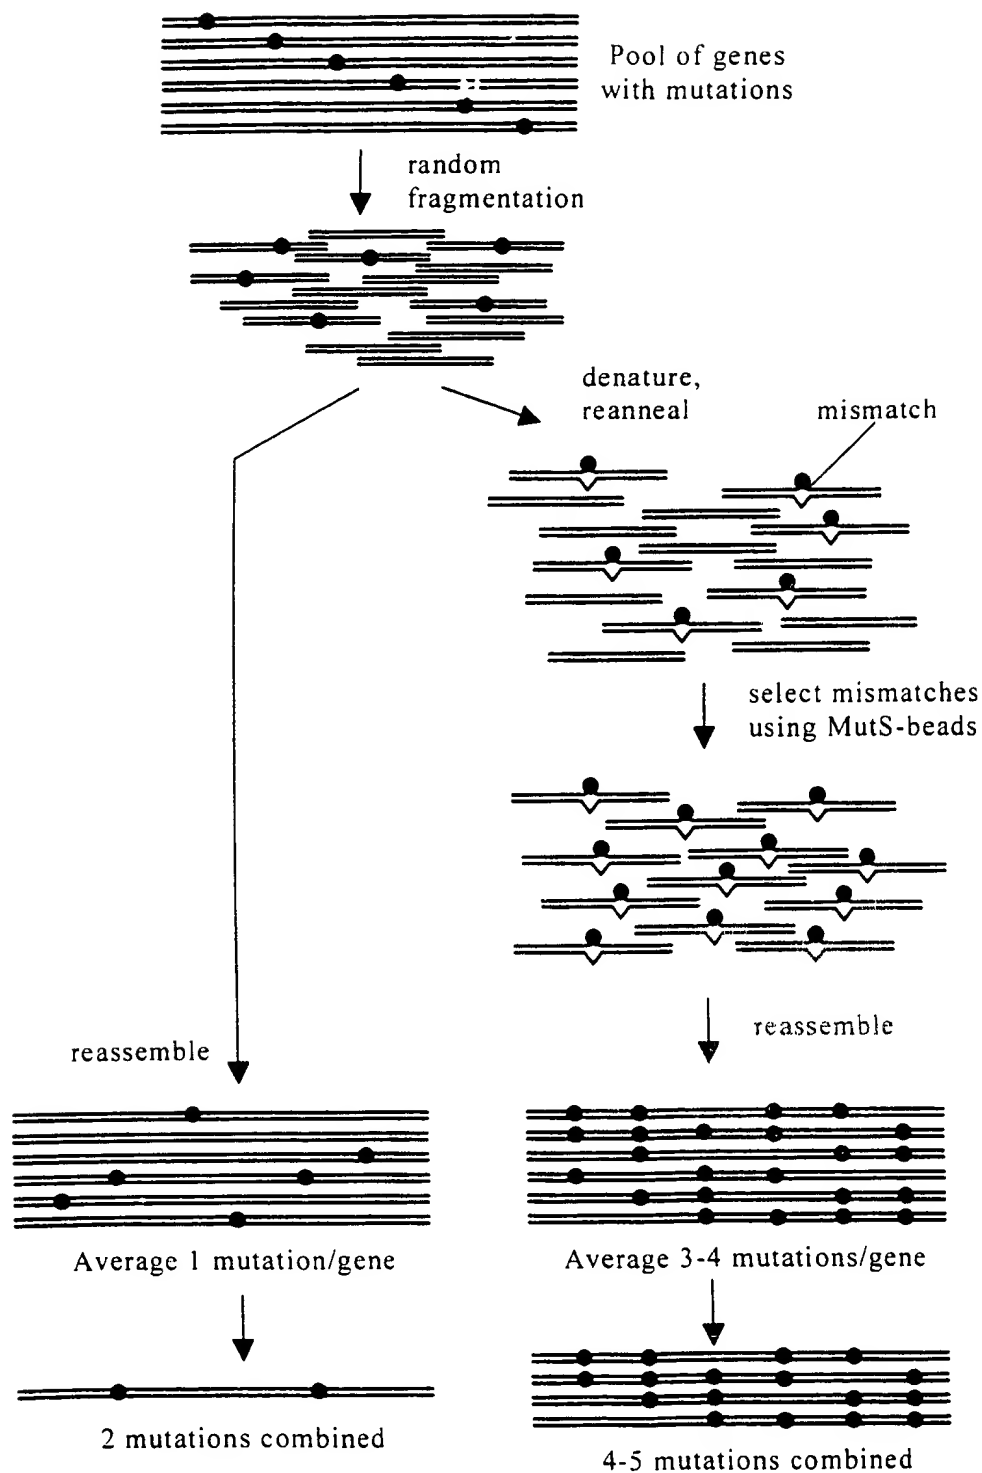 Pool of genes
with mutations
random
fragmentation
denature,
reanneal
mismatch
select mismatches
using MutS-beads
reassemble
reassemble
Average 1 mutation/gene
Average 3-4 mutations/gene
2 mutations combined
4-5 mutations combined